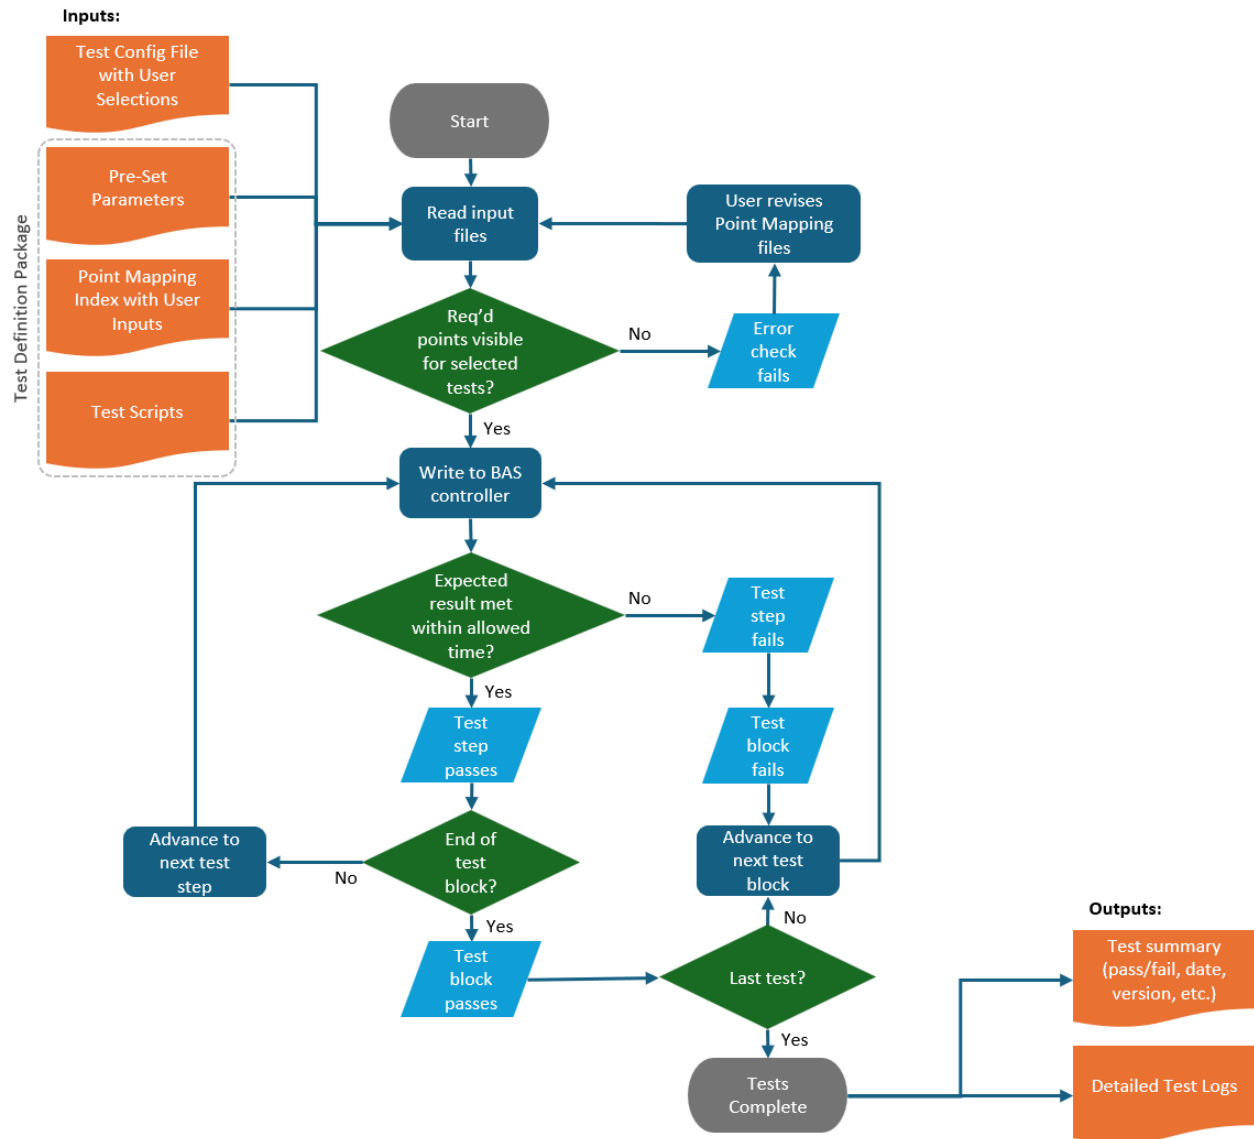 Inputs:
Test Config File
with User
Selections
Test Definition Package
Pre-Set
Parameters
Point Mapping
Index with User
Inputs
Test Scripts
Start
Read input
files
User revises
Point Mapping
files
Req'd
points visible
for selected
tests?
No
Error
check
fails
Yes
Write to BAS
controller
Expected
result met
within allowed
time?
No
Test
step
fails
Yes
Test
step
passes
Test
block
fails
End of
test
block?
No
Advance to
next test
step
Advance to
next test
block
Yes
Test
block
passes
No
Last test?
Yes
Tests
Complete
Outputs:
Test summary
(pass/fail, date,
version, etc.)
Detailed Test Logs